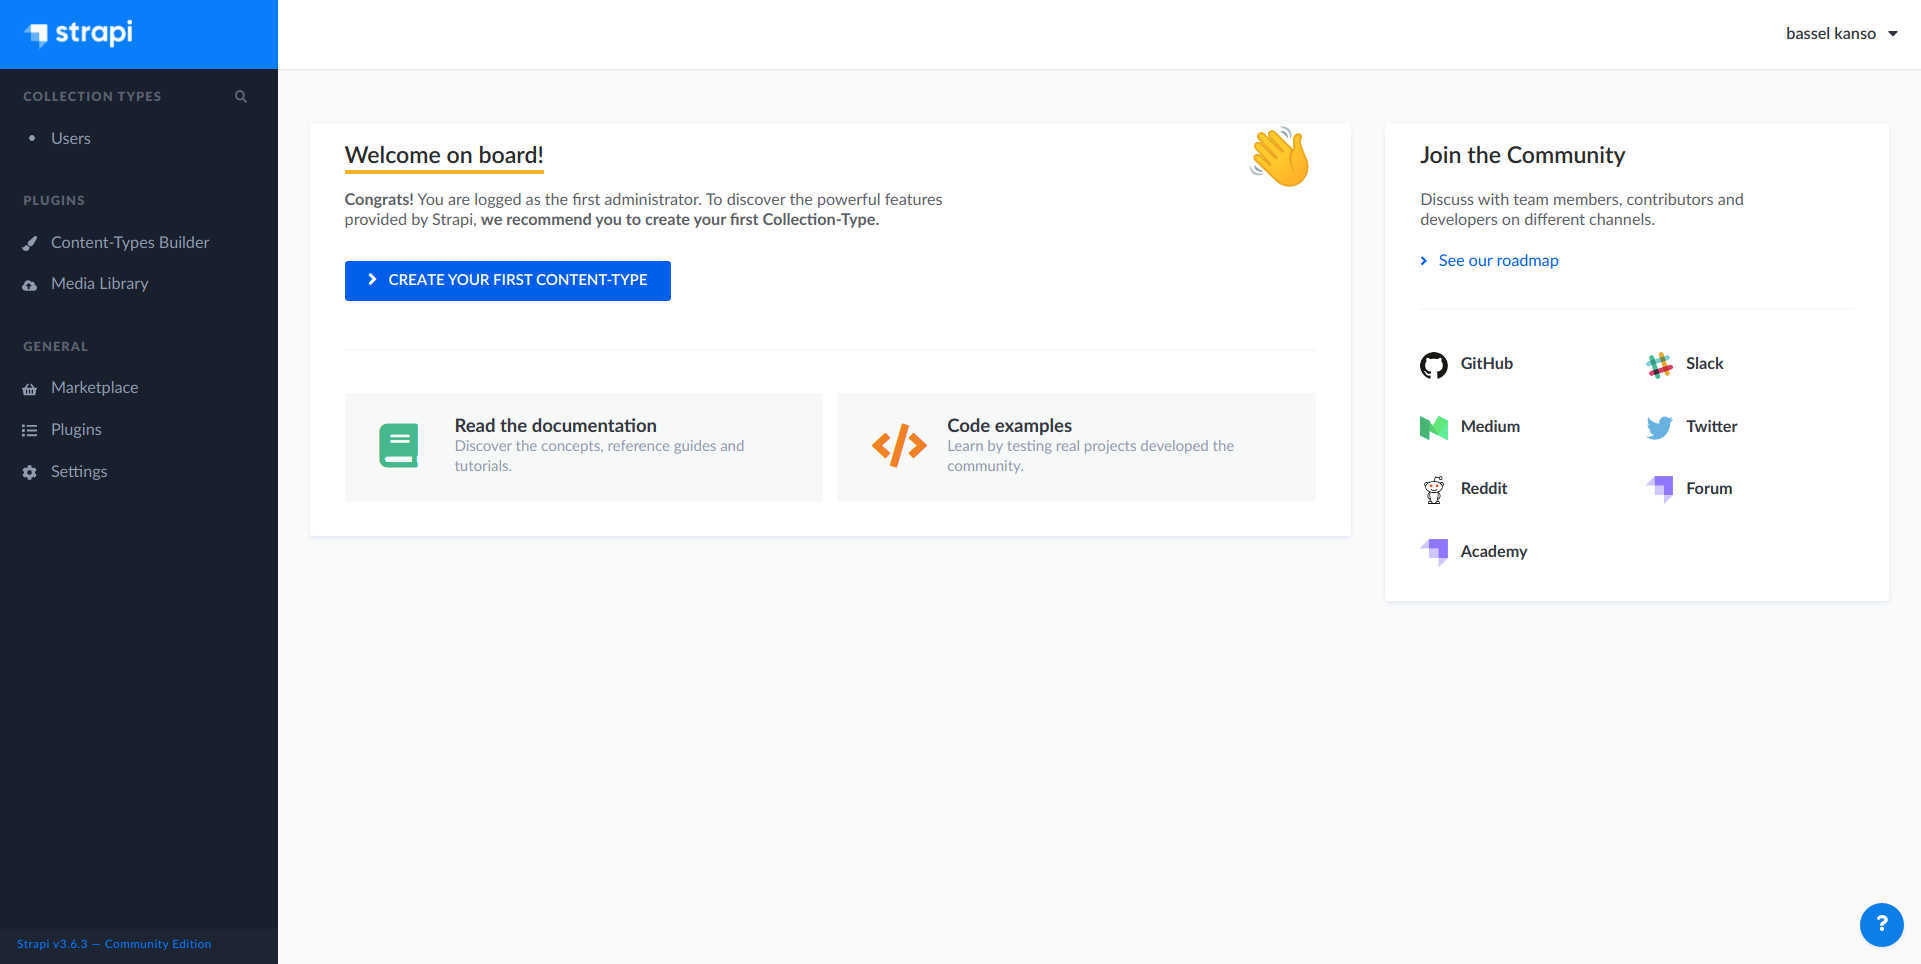 strapi
bassel kanso
COLLECTION TYPES
Users
PLUGINS
Content-Types Builder
Media Library
GENERAL
Marketplace
Plugins
Settings
Strapi v3.6.3 — Community Edition
Welcome on board!
Congrats! You are logged as the first administrator. To discover the powerful features
provided by Strapi, we recommend you to create your first Collection-Type.
CREATE YOUR FIRST CONTENT-TYPE
Read the documentation
Discover the concepts, reference guides and
tutorials.
Code examples
Learn by testing real projects developed the
community.
Join the Community
Discuss with team members, contributors and
developers on different channels.
See our roadmap
GitHub
Slack
Medium
Twitter
Reddit
Forum
Academy
?